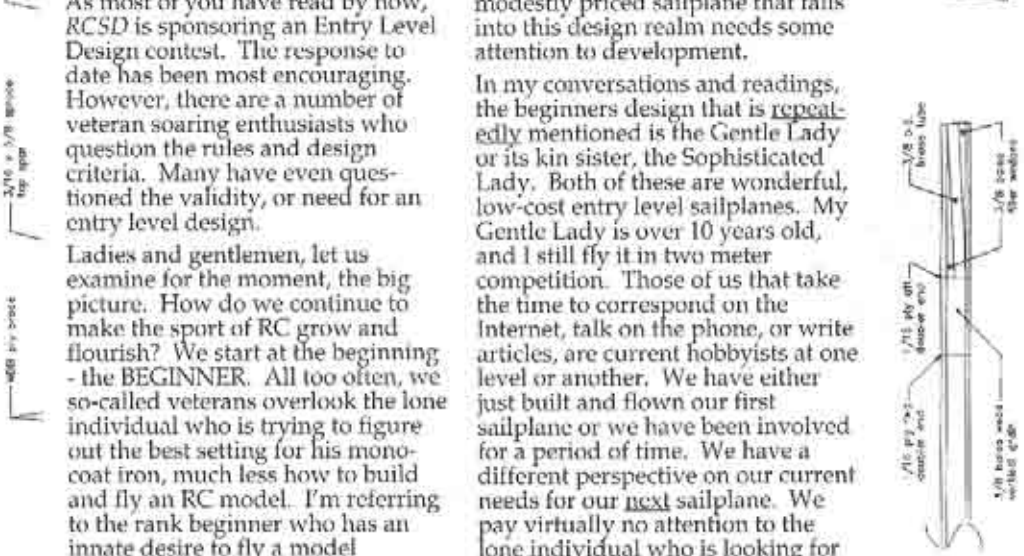 As most of you have read by now,
RCSD is sponsoring an Entry Level
Design contest. The response to
date has been most encouraging.
However, there are a number of
veteran soaring enthusiasts who
question the rules and design
criteria. Many have even ques-
tioned the validity, or need for an
entry level design.
Ladies and gentlemen, let us
examine for the moment, the big
picture. How do we continue to
make the sport of RC grow and
flourish? We start at the beginning
- the BEGINNER. All too often, we
so-called veterans overlook the lone
individual who is trying to figure
out the best setting for his mono-
coat iron, much less how to build
and fly an RC model. I'm referring
to the rank beginner who has an
innate desire to fly a model
modestly priced sailplane that falls
into this design realm needs some
attention to development.
In my conversations and readings,
the beginners design that is repeat-
edly mentioned is the Gentle Lady
or its kin sister, the Sophisticated
Lady. Both of these are wonderful,
low-cost entry level sailplanes. My
Gentle Lady is over 10 years old,
and I still fly it in two meter
competition. Those of us that take
the time to correspond on the
Internet, talk on the phone, or write
articles, are current hobbyists at one
level or another. We have either
just built and flown our first
sailplane or we have been involved
for a period of time. We have a
different perspective on our current
needs for our next sailplane. We
pay virtually no attention to the
lone individual who is looking for
3/16 x 3/8 spruce
top spar
ply brace
brass tube